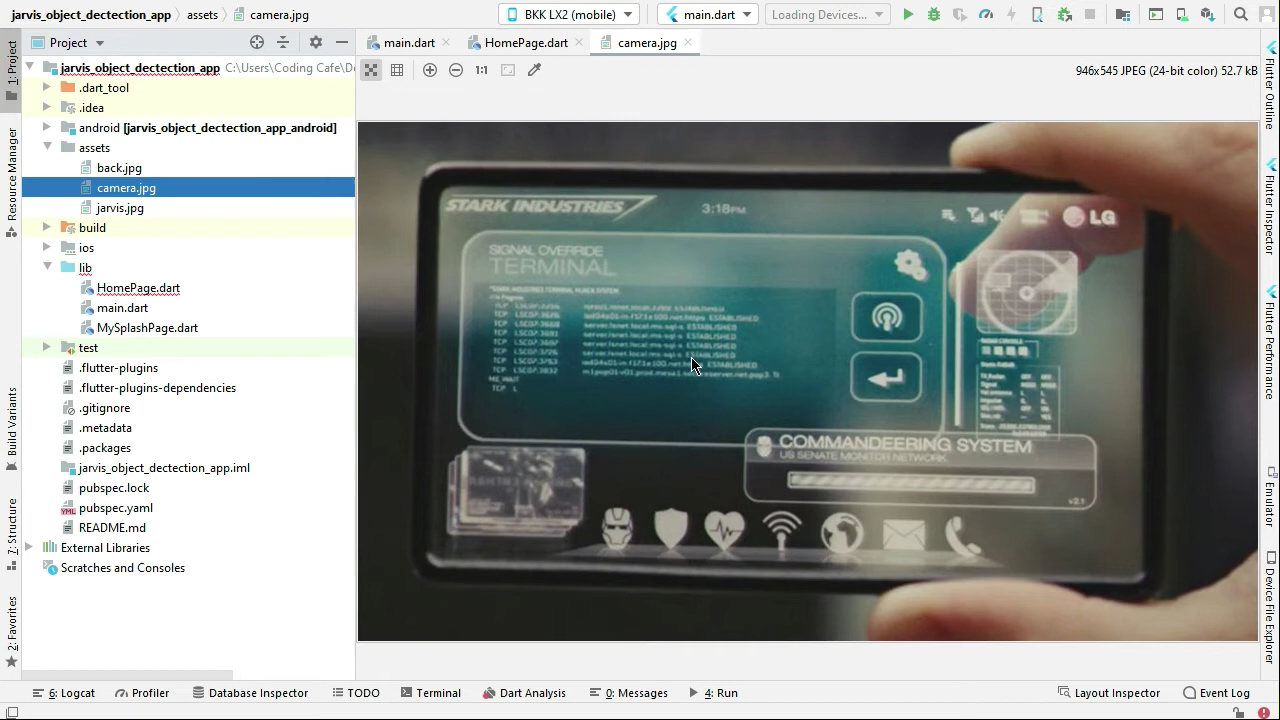 jarvis_object_dectection_app
assets
camera.jpg
BKK LX2 (mobile)
main.dart
Loading Devices...
1: Project
Resource Manager
Build Variants
Z: Structure
2: Favorites
Project
jarvis_object_dectection_app C:\Users\Coding Cafe\De
.dart_tool
.idea
android [jarvis_object_dectection_app_android]
assets
back.jpg
camera.jpg
jarvis.jpg
build
ios
lib
HomePage.dart
main.dart
MySplashPage.dart
test
.flutter-plugins
.flutter-plugins-dependencies
.gitignore
.metadata
.packages
jarvis_object_dectection_app.iml
pubspec.lock
pubspec.yaml
README.md
External Libraries
Scratches and Consoles
main.dart
HomePage.dart
camera.jpg
1:1
946x545 JPEG (24-bit color) 52.7 kB
STARK INDUSTRIES
3:18PM
LG
SIGNAL OVERRIDE
TERMINAL
COMMANDEERING SYSTEM
US SENATE MONITOR NETWORK
v2.1
Flutter Outline
Flutter Inspector
Flutter Performance
Emulator
Device File Explorer
6: Logcat
Profiler
Database Inspector
TODO
Terminal
Dart Analysis
0: Messages
4: Run
Layout Inspector
Event Log